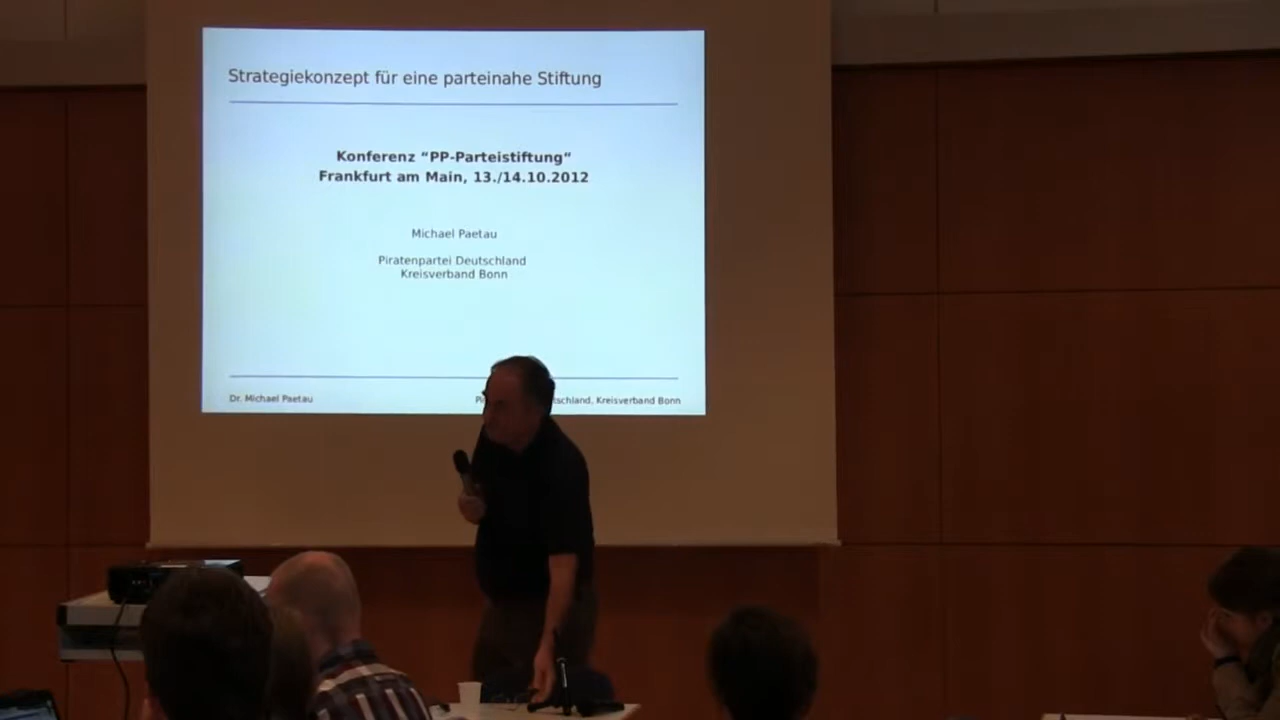 Strategiekonzept für eine parteinahe Stiftung
Konferenz “PP-Parteistiftung“
Frankfurt am Main, 13./14.10.2012
Michael Paetau
Piratenpartei Deutschland
Kreisverband Bonn
Dr. Michael Paetau
Kreisverband Bonn